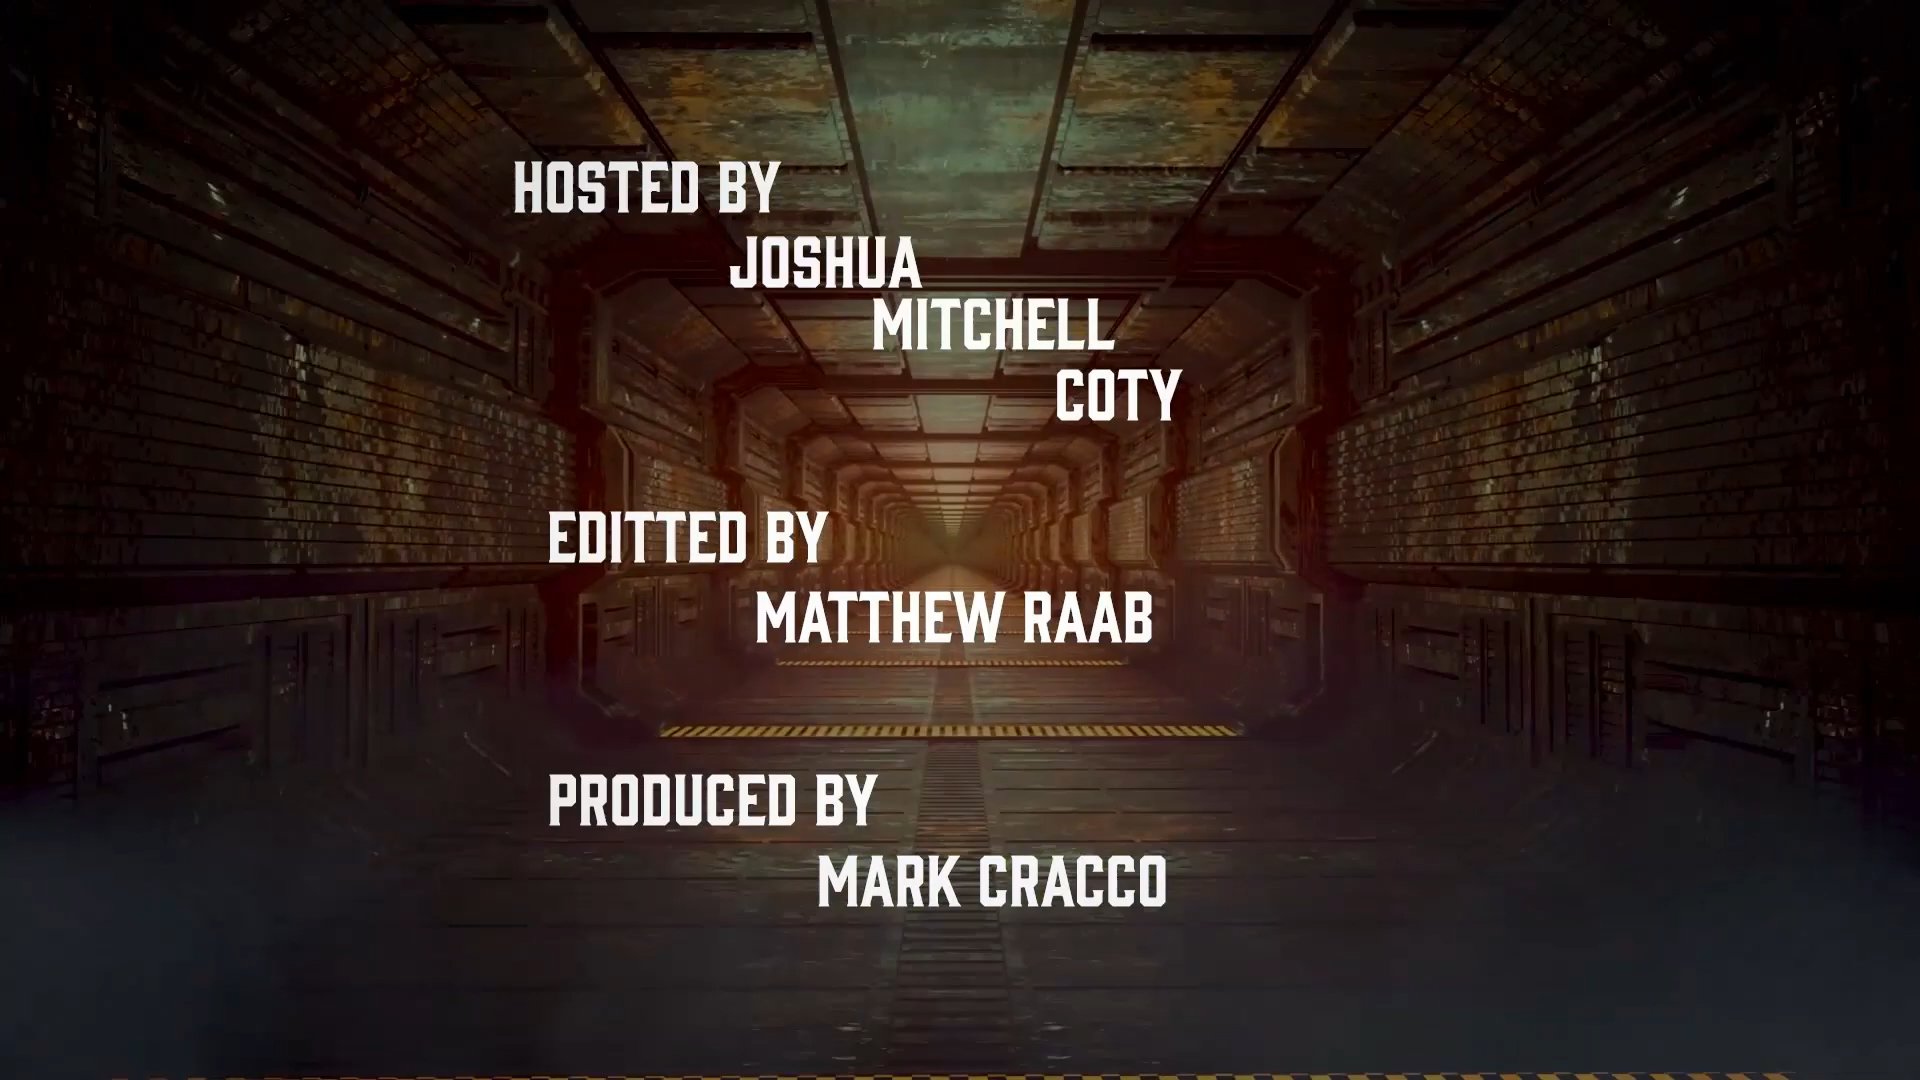 HOSTED BY
JOSHUA
MITCHELL
COTY
EDITTED BY
MATTHEW RAAB
PRODUCED BY
MARK CRACCO